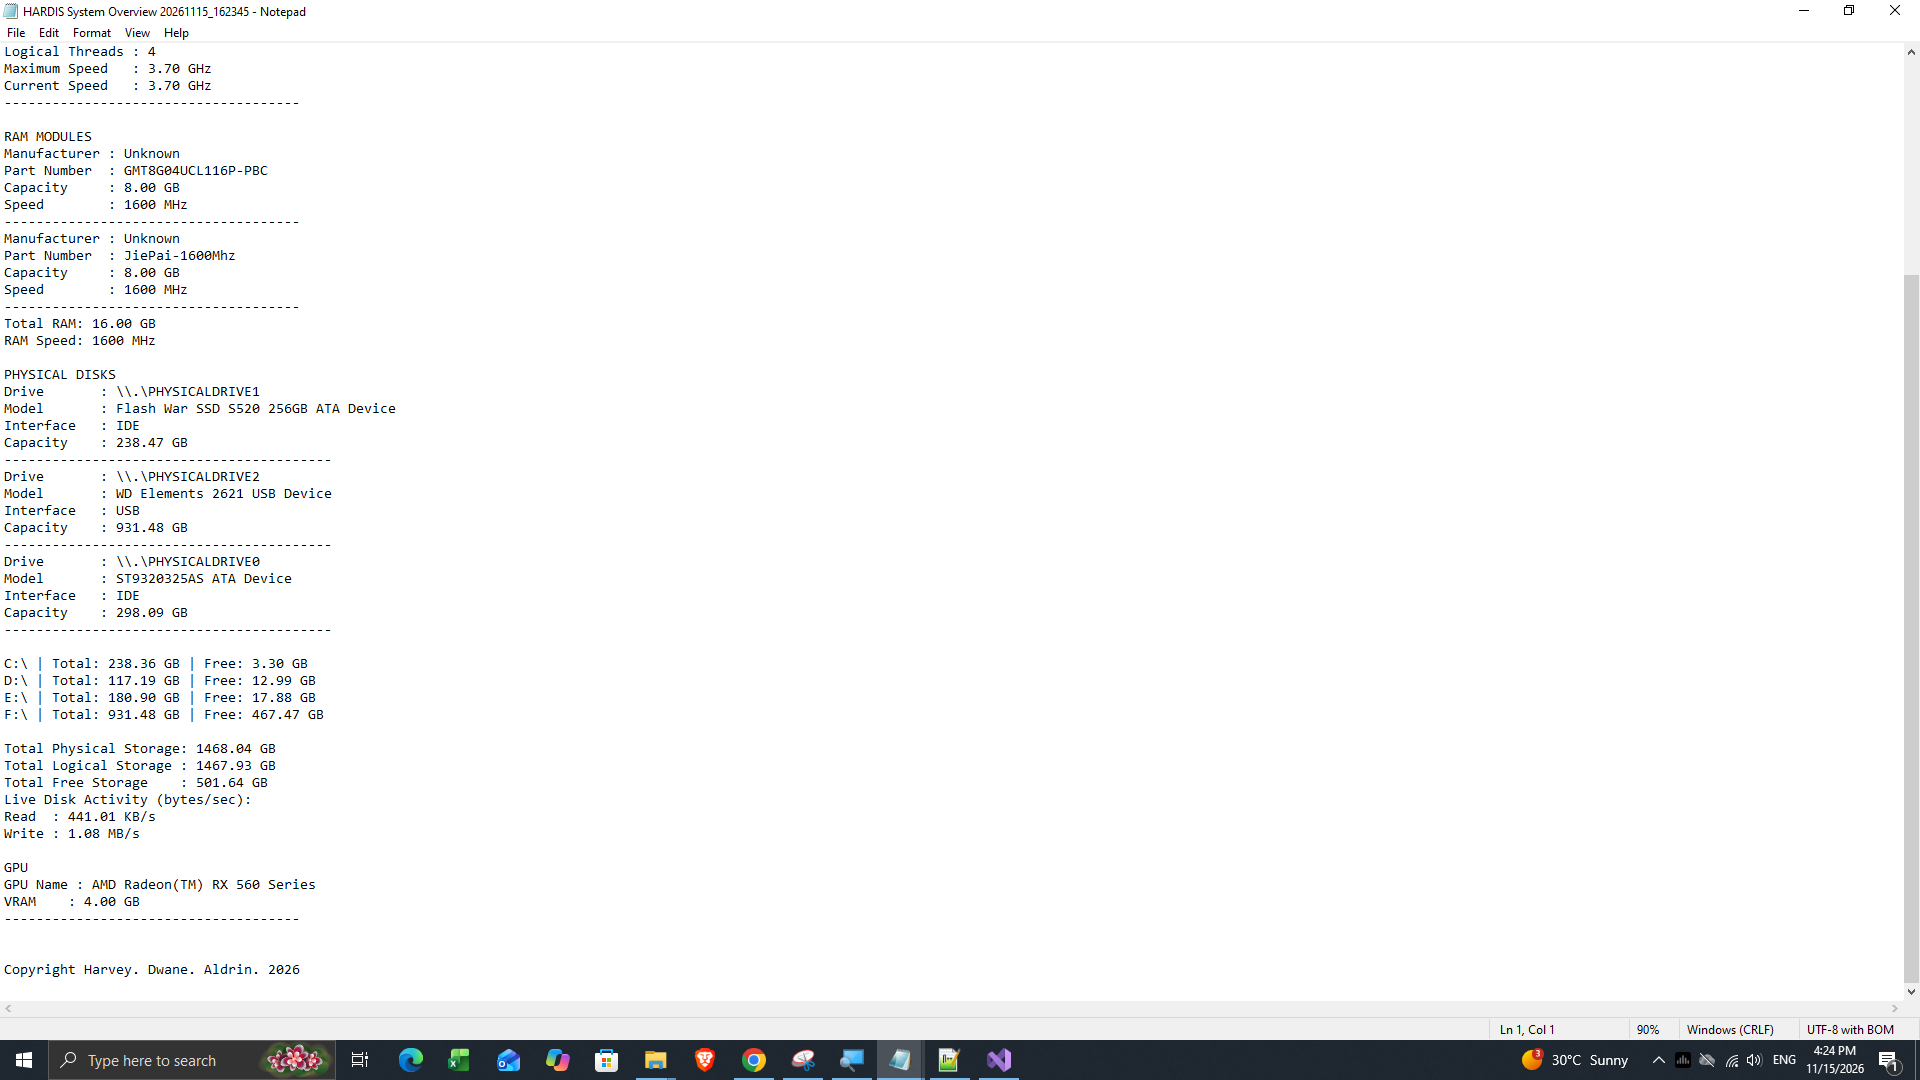 HARDIS System Overview 20261115_162345 - Notepad
File Edit Format View Help
Logical Threads : 4
Maximum Speed   : 3.70 GHz
Current Speed   : 3.70 GHz
-------------------------------------
RAM MODULES
Manufacturer : Unknown
Part Number  : GMT8G04UCL116P-PBC
Capacity     : 8.00 GB
Speed        : 1600 MHz
-------------------------------------
Manufacturer : Unknown
Part Number  : JiePai-1600Mhz
Capacity     : 8.00 GB
Speed        : 1600 MHz
-------------------------------------
Total RAM: 16.00 GB
RAM Speed: 1600 MHz
PHYSICAL DISKS
Drive       : \\.\PHYSICALDRIVE1
Model       : Flash War SSD S520 256GB ATA Device
Interface   : IDE
Capacity    : 238.47 GB
-----------------------------------------
Drive       : \\.\PHYSICALDRIVE2
Model       : WD Elements 2621 USB Device
Interface   : USB
Capacity    : 931.48 GB
-----------------------------------------
Drive       : \\.\PHYSICALDRIVE0
Model       : ST9320325AS ATA Device
Interface   : IDE
Capacity    : 298.09 GB
-----------------------------------------
C:\ | Total: 238.36 GB | Free: 3.30 GB
D:\ | Total: 117.19 GB | Free: 12.99 GB
E:\ | Total: 180.90 GB | Free: 17.88 GB
F:\ | Total: 931.48 GB | Free: 467.47 GB
Total Physical Storage: 1468.04 GB
Total Logical Storage : 1467.93 GB
Total Free Storage    : 501.64 GB
Live Disk Activity (bytes/sec):
Read  : 441.01 KB/s
Write : 1.08 MB/s
GPU
GPU Name : AMD Radeon(TM) RX 560 Series
VRAM    : 4.00 GB
-------------------------------------
Copyright Harvey. Dwane. Aldrin. 2026
Ln 1, Col 1 90% Windows (CRLF) UTF-8 with BOM
Type here to search 3 30°C Sunny ENG 4:24 PM
11/15/2026 1